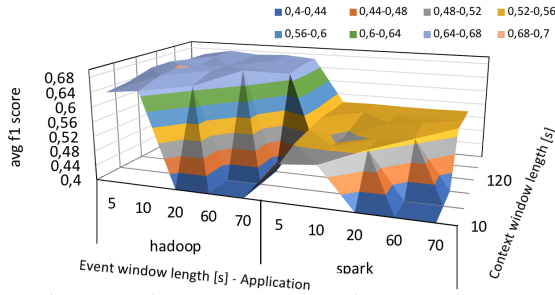 0,4-0,44 0,44-0,48 0,48-0,52 0,52-0,56
0,56-0,6 0,6-0,64 0,64-0,68 0,68-0,7
avg f1 score
0,68
0,64
0,6
0,56
0,52
0,48
0,44
0,4
5 10 20 60 70 5 10 20 60 70
hadoop spark
Event window length [s] - Application
120
10
Context window length [s]